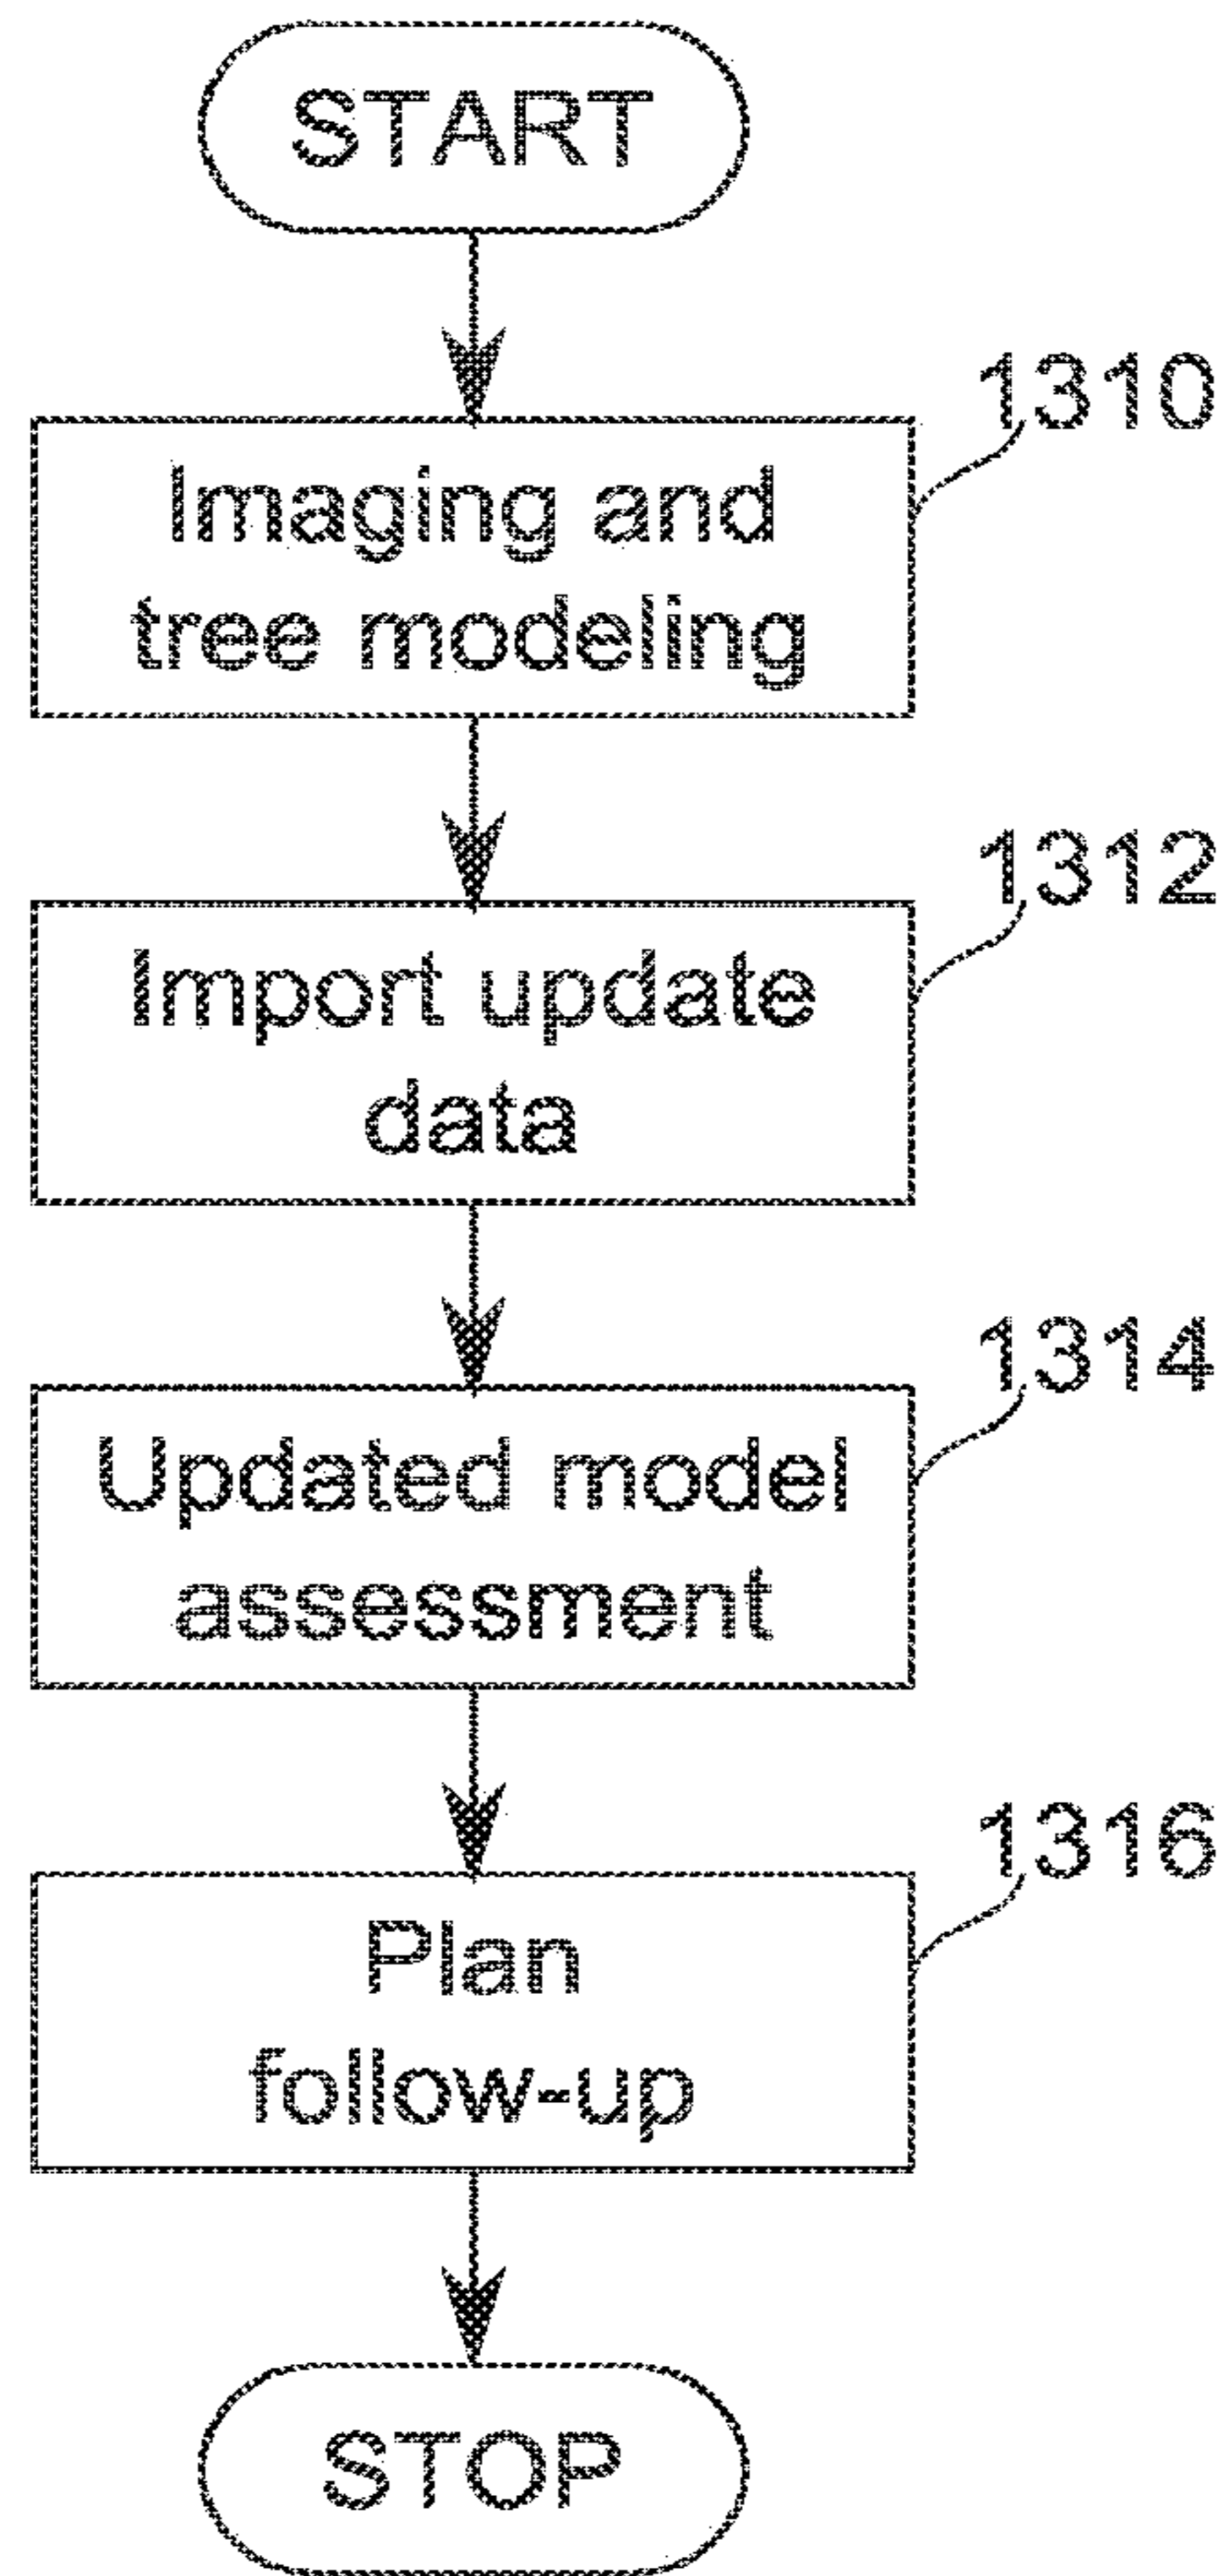 START
1310
Imaging and
tree modeling
1312
Import update
data
1314
Updated model
assessment
1316
Plan
follow-up
STOP